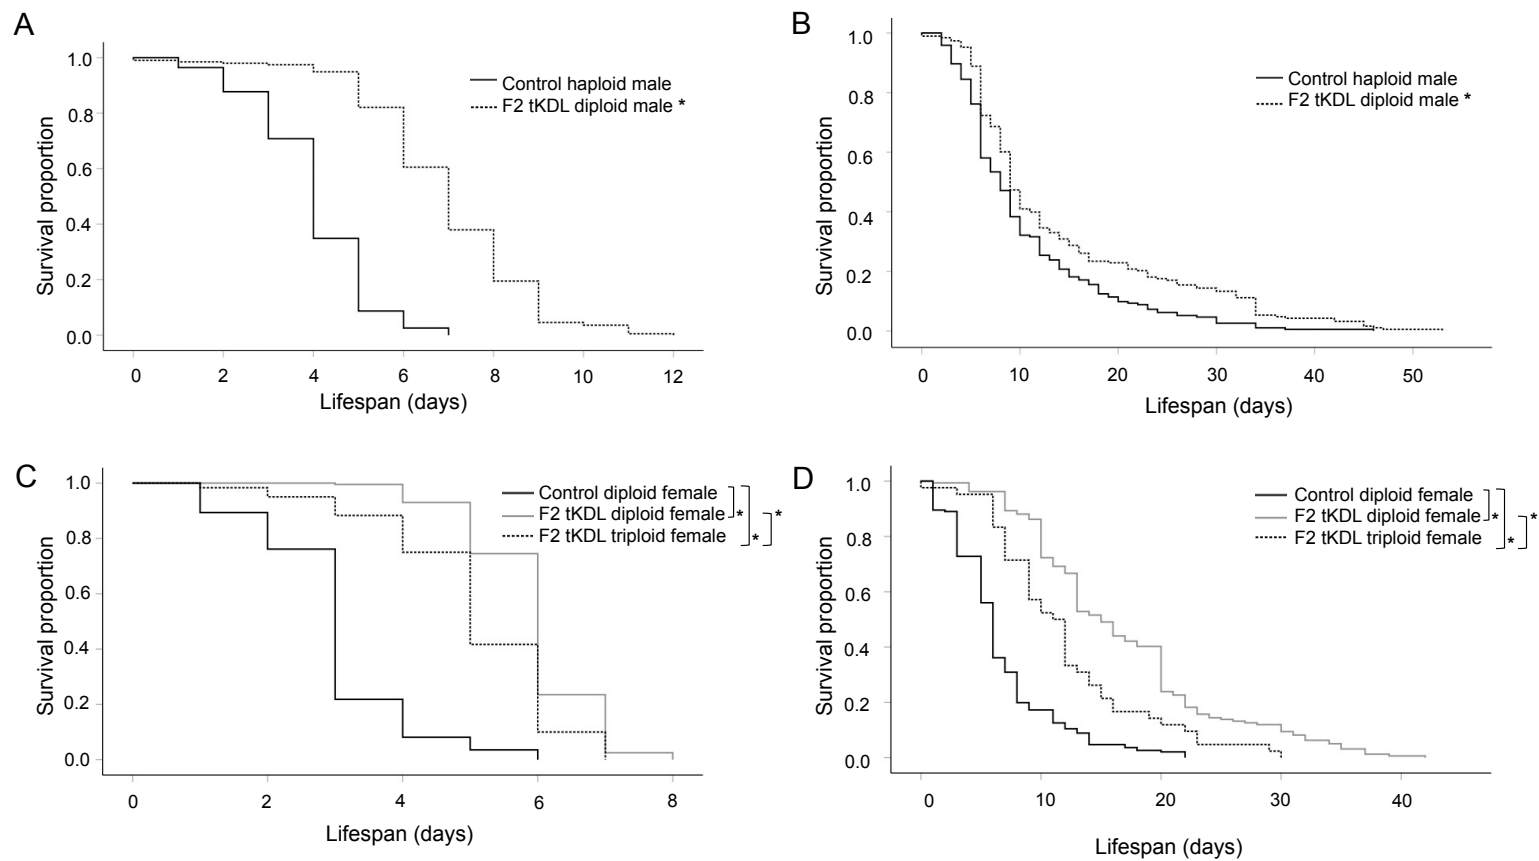 A
Survival proportion
1.0
0.8
0.6
0.4
0.2
0.0
Control haploid male
F2 tKDL diploid male *
0 2 4 6 8 10 12
Lifespan (days)
B
Survival proportion
1.0
0.8
0.6
0.4
0.2
0.0
Control haploid male
F2 tKDL diploid male *
0 10 20 30 40 50
Lifespan (days)
C
Survival proportion
1.0
0.8
0.6
0.4
0.2
0.0
Control diploid female
F2 tKDL diploid female * *
F2 tKDL triploid female *
0 2 4 6 8
Lifespan (days)
D
Survival proportion
1.0
0.8
0.6
0.4
0.2
0.0
Control diploid female
F2 tKDL diploid female * *
F2 tKDL triploid female *
0 10 20 30 40
Lifespan (days)